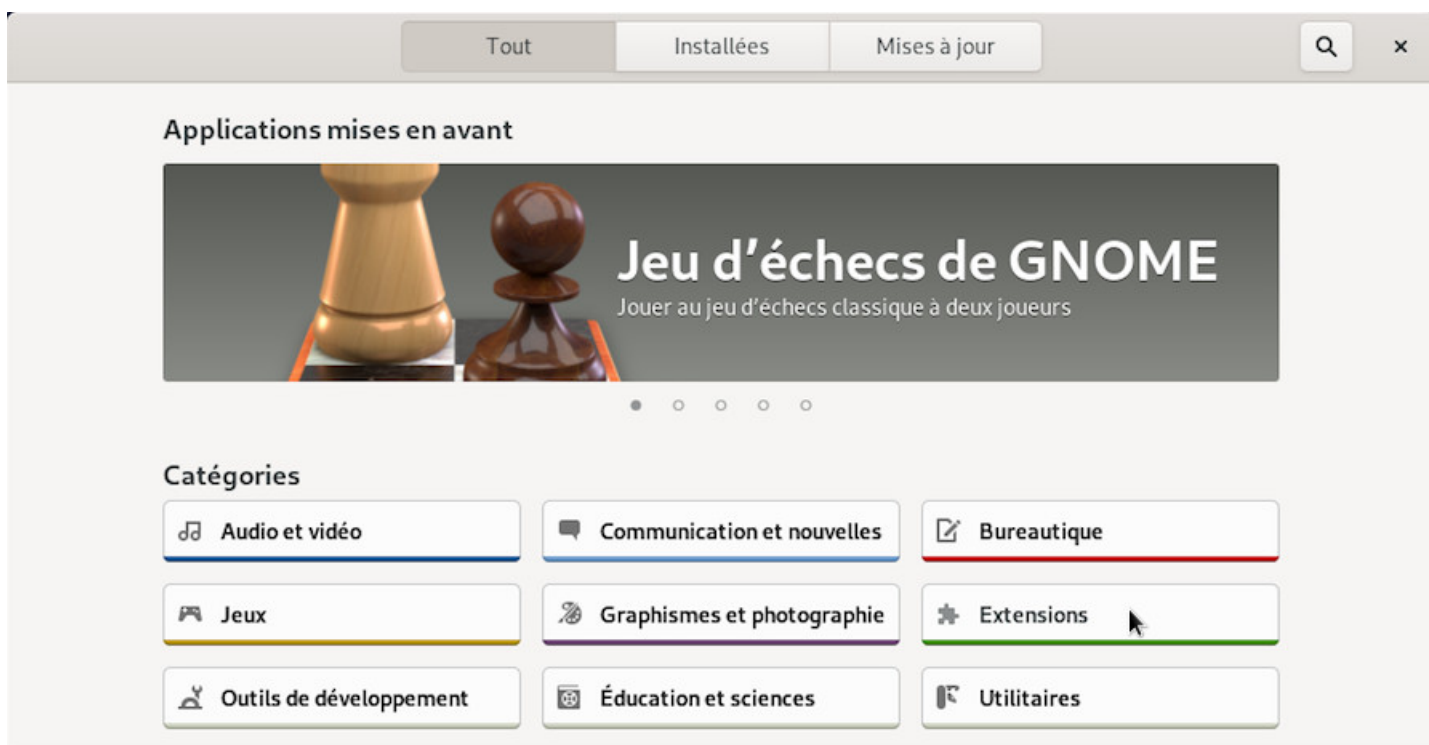 Tout
Installées
Mises à jour
Applications mises en avant
Jeu d'échecs de GNOME
Jouer au jeu d'échecs classique à deux joueurs
Catégories
Audio et vidéo
Communication et nouvelles
Bureautique
Jeux
Graphismes et photographie
Extensions
Outils de développement
Éducation et sciences
Utilitaires